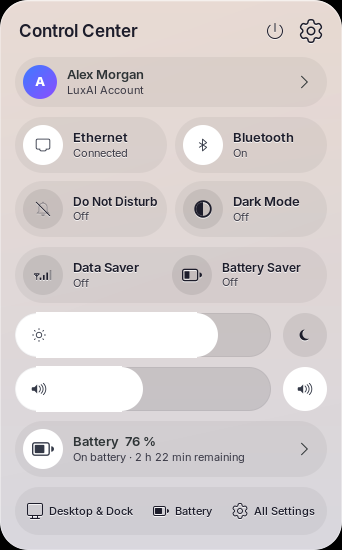 Control Center
A
Alex Morgan
LuxAI Account
Ethernet
Connected
Bluetooth
On
Do Not Disturb
Off
Dark Mode
Off
Data Saver
Off
Battery Saver
Off
Battery 76 %
On battery · 2 h 22 min remaining
Desktop & Dock
Battery
All Settings